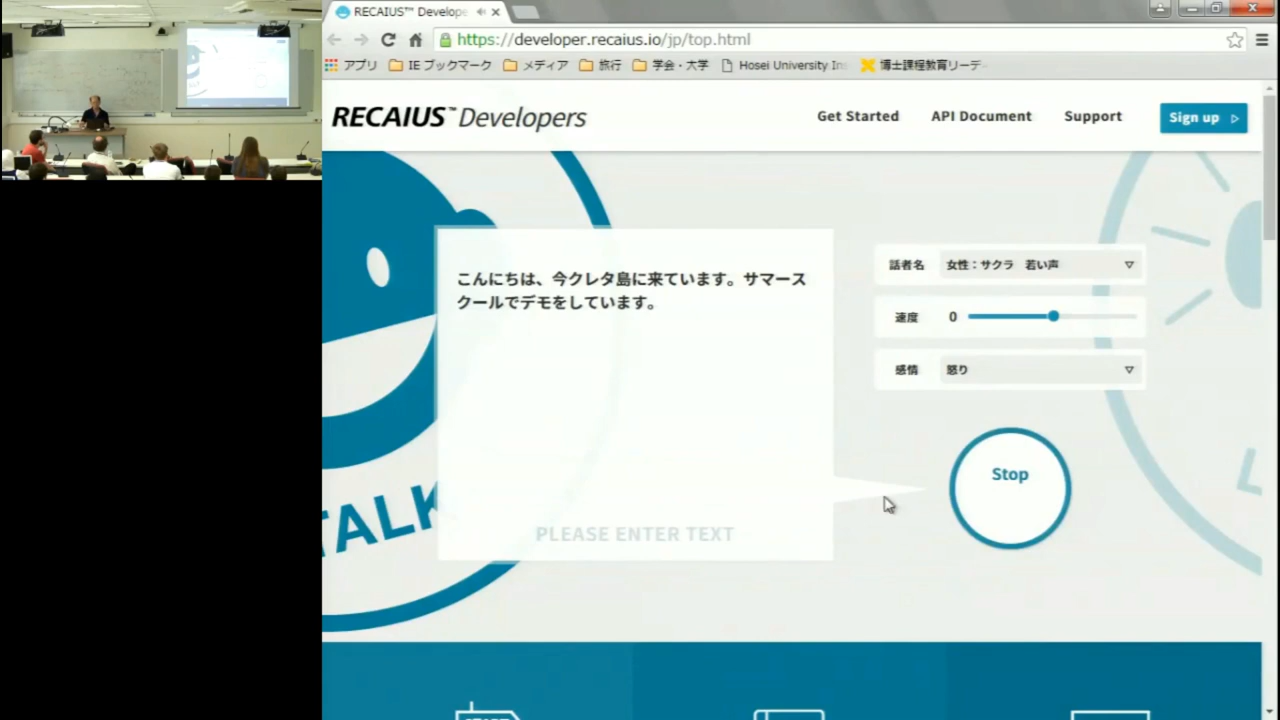 RECAIUS™ Develope
https://developer.recaius.io/jp/top.html
アプリ IE ブックマーク メディア 旅行 学会・大学 Hosei University In 博士課程教育リーデ
RECAIUS™ Developers
Get Started API Document Support Sign up
こんにちは、今クレタ島に来ています。サマース
クールでデモをしています。
PLEASE ENTER TEXT
話者名 女性：サクラ 若い声
速度 0
感情 怒り
Stop
TALK
L
START